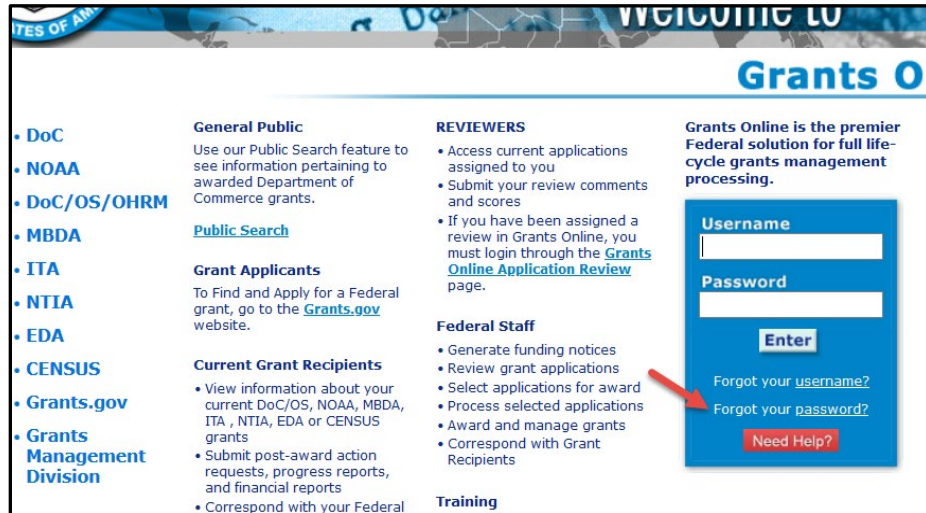 TES OF AM
Welcome to
Grants O
• DoC
• NOAA
• DoC/OS/OHRM
• MBDA
• ITA
• NTIA
• EDA
• CENSUS
• Grants.gov
• Grants
Management
Division
General Public
Use our Public Search feature to
see information pertaining to
awarded Department of
Commerce grants.
Public Search
Grant Applicants
To Find and Apply for a Federal
grant, go to the Grants.gov
website.
Current Grant Recipients
• View information about your
current DoC/OS, NOAA, MBDA,
ITA , NTIA, EDA or CENSUS
grants
• Submit post-award action
requests, progress reports,
and financial reports
• Correspond with your Federal
REVIEWERS
• Access current applications
assigned to you
• Submit your review comments
and scores
• If you have been assigned a
review in Grants Online, you
must login through the Grants
Online Application Review
page.
Federal Staff
• Generate funding notices
• Review grant applications
• Select applications for award
• Process selected applications
• Award and manage grants
• Correspond with Grant
Recipients
Training
Grants Online is the premier
Federal solution for full life-
cycle grants management
processing.
Username
Password
Enter
Forgot your username?
Forgot your password?
Need Help?